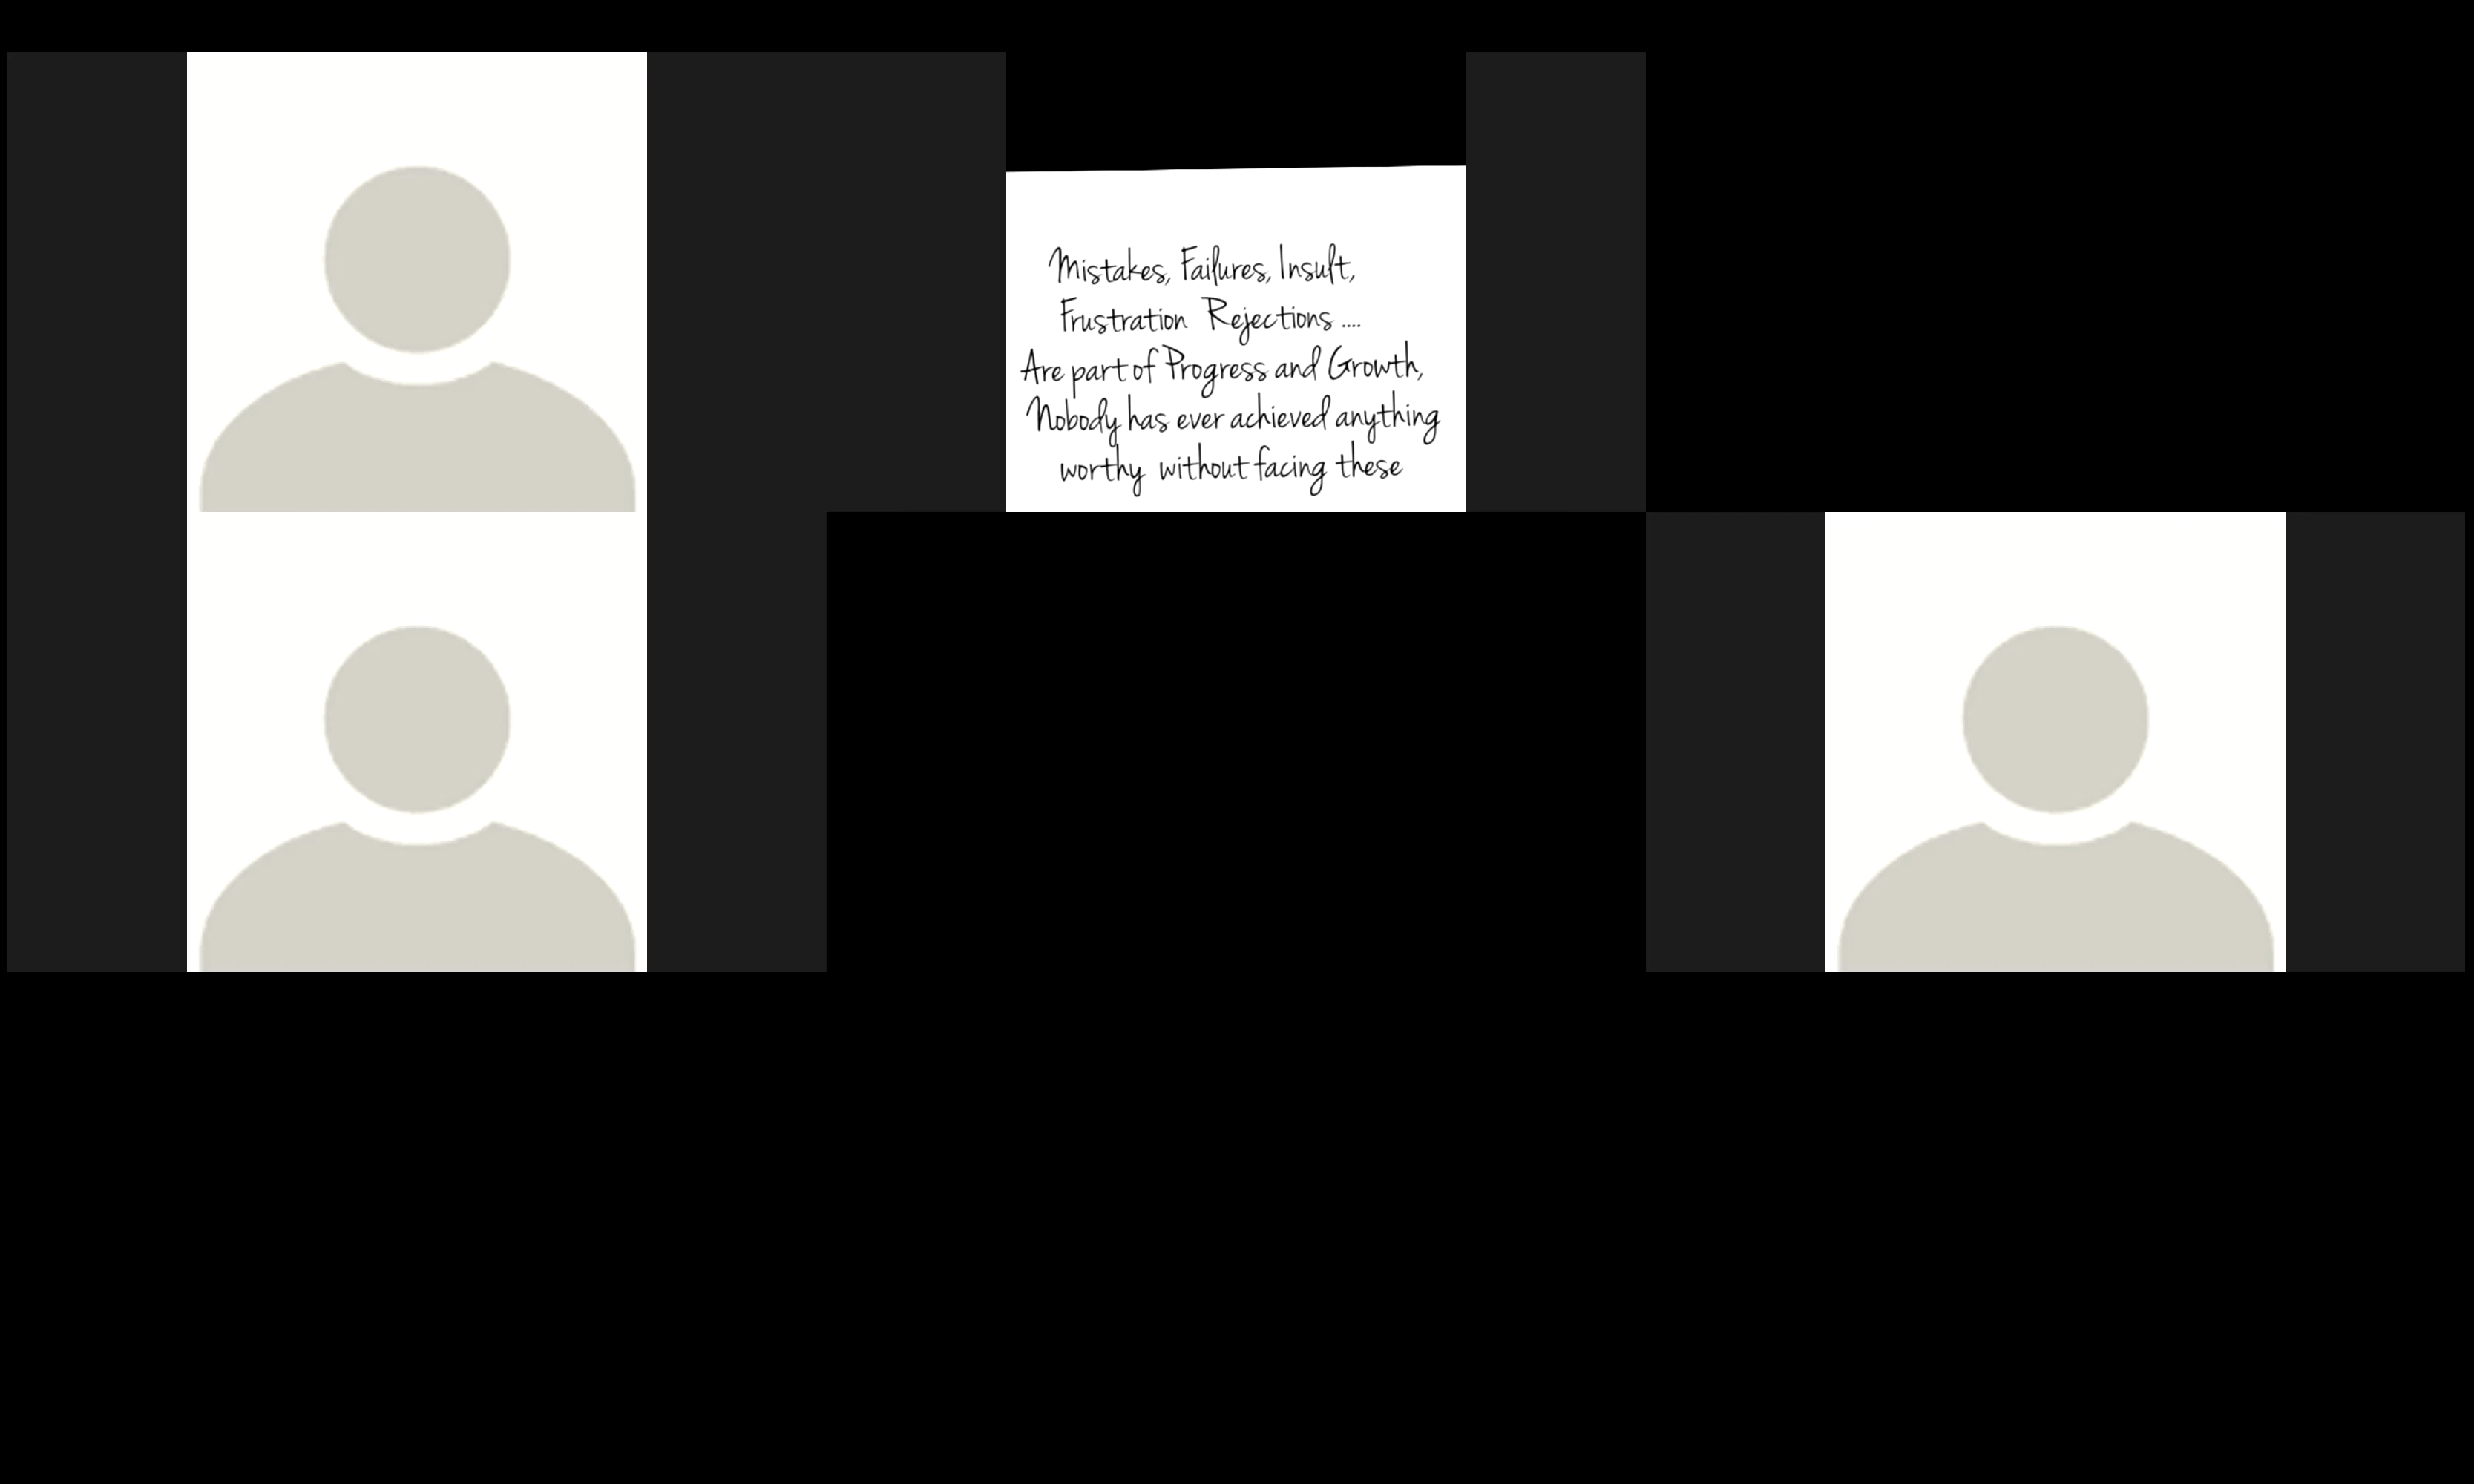 Mistakes, Failures, Insult,
Frustration Rejections ....
Are part of Progress and Growth,
Nobody has ever achieved anything
worthy without facing these